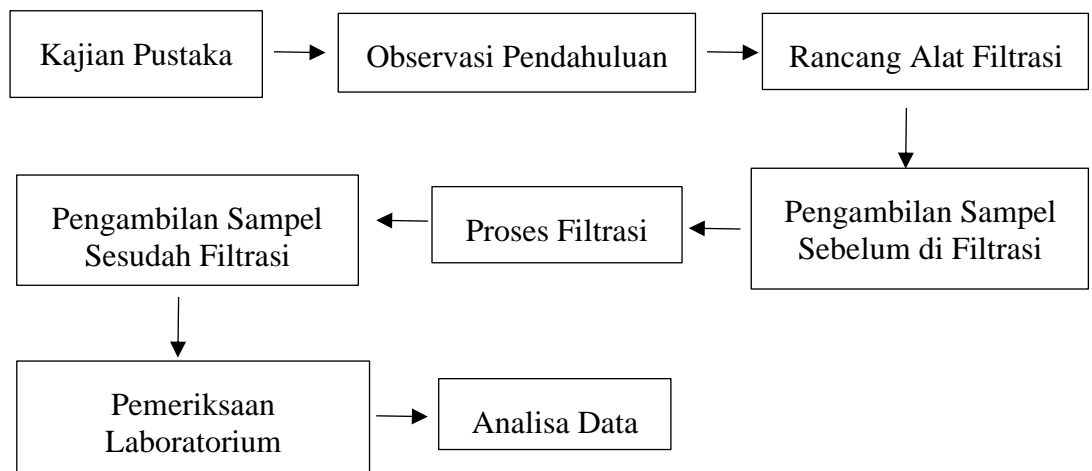 Kajian Pustaka
Observasi Pendahuluan
Rancang Alat Filtrasi
Pengambilan Sampel
Sebelum di Filtrasi
Proses Filtrasi
Pengambilan Sampel
Sesudah Filtrasi
Pemeriksaan
Laboratorium
Analisa Data